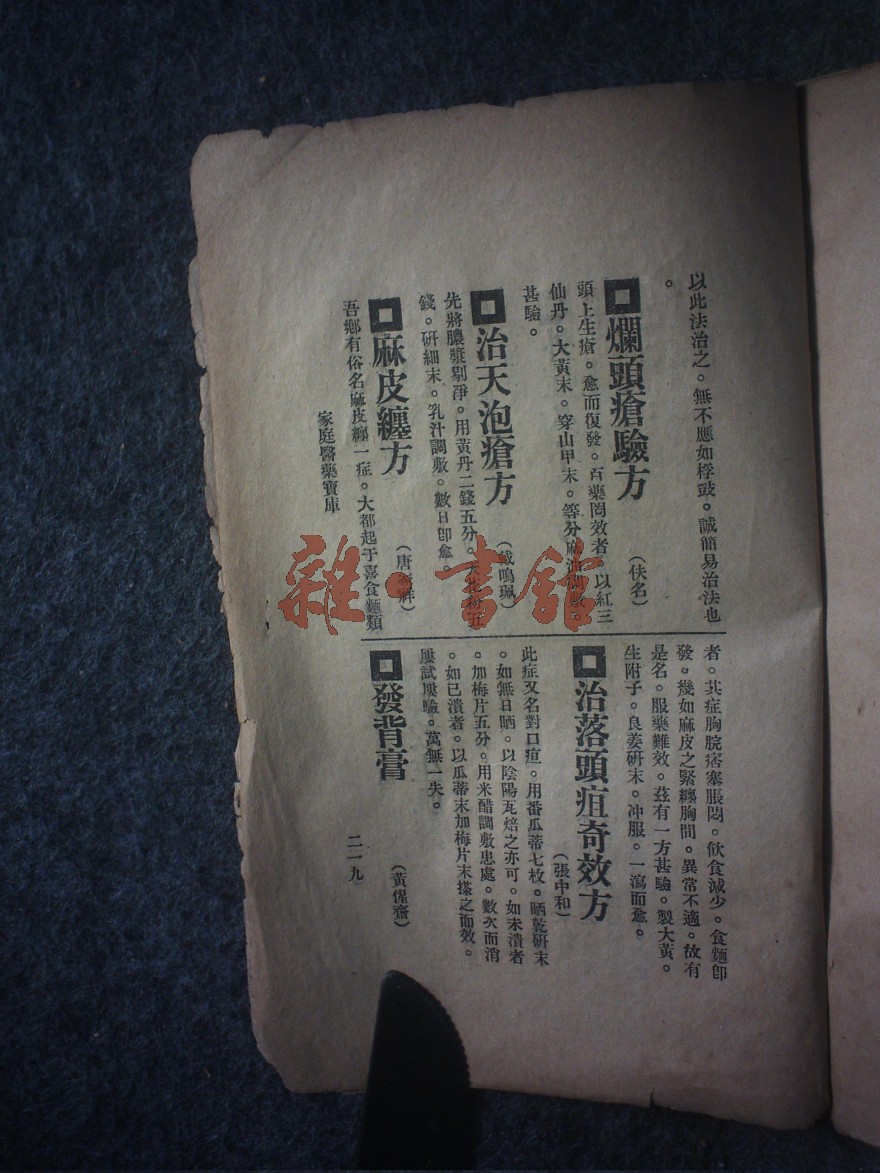 以此法治之。無不應如桴鼓。誠簡易治法也
。
爛頭瘡驗方
(佚名)
頭上生瘡。愈而復發。百藥罔效者。以紅三
仙丹。大黃末。穿山甲末。等分麻油調敷。
甚驗。
治天泡瘡方
(戴鳴珮)
先將膿漿剔淨。用黃丹二錢五分。五
錢。研細末。乳汁調敷。數日卽愈。
麻皮纏方
(唐祥)
吾鄉有俗名麻皮纏一症。大都起于喜食麵類
者。其症胸脘痞塞脹悶。飲食減少。食麵卽
發。幾如麻皮之緊纏胸間。異常不適。故有
是名。服藥難效。茲有一方甚驗。製大黃。
生附子。良姜研末。冲服。一瀉而愈。
治落頭疽奇效方
(張中和)
此症又名對口疽。用番瓜蒂七枚。晒乾研末
。如無日晒。以陰陽瓦焙之亦可。如未潰者
。加梅片五分。用米醋調敷患處。數次而消
。如已潰者。以瓜蒂末加梅片末搽之而效。
屢試屢驗。萬無一失。
發背膏
(黃惺齋)
家庭醫藥寶庫
二一九
雜·書館